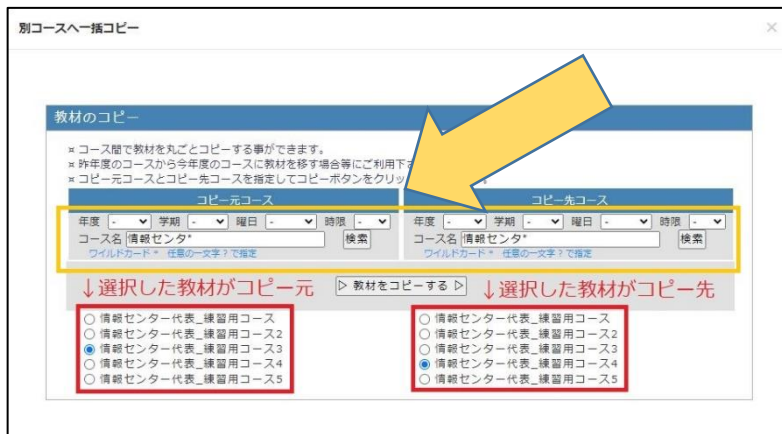 別コースへ一括コピー
教材のコピー
¤ コース間で教材を丸ごとコピーする事ができます。
¤ 昨年度のコースから今年度のコースに教材を移す場合等にご利用下
¤ コピー元コースとコピー先コースを指定してコピーボタンをクリッ
コピー元コース コピー先コース
年度 - 学期 - 曜日 - 時限 - 年度 - 学期 - 曜日 - 時限 -
コース名 情報センタ* 検索 コース名 情報センタ* 検索
ワイルドカード * 任意の一文字 ? で指定 ワイルドカード * 任意の一文字 ? で指定
↓選択した教材がコピー元 ▷ 教材をコピーする ▷ ↓選択した教材がコピー先
情報センター代表_練習用コース 情報センター代表_練習用コース
情報センター代表_練習用コース2 情報センター代表_練習用コース2
情報センター代表_練習用コース3 情報センター代表_練習用コース3
情報センター代表_練習用コース4 情報センター代表_練習用コース4
情報センター代表_練習用コース5 情報センター代表_練習用コース5